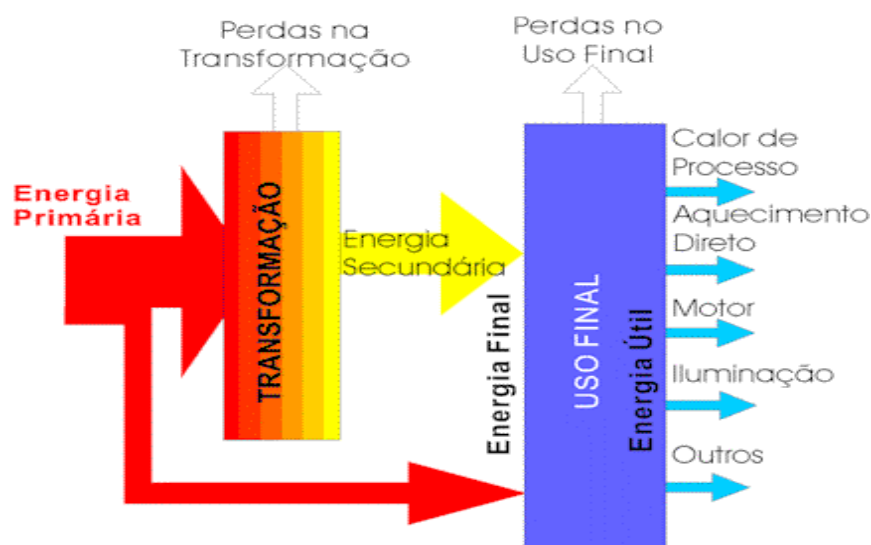 Perdas na
Transformação
Perdas no
Uso Final
Energia
Primária
TRANSFORMAÇÃO
Energia
Secundária
Energia Final
USO FINAL
Energia Útil
Calor de
Processo
Aquecimento
Direto
Motor
Iluminação
Outros